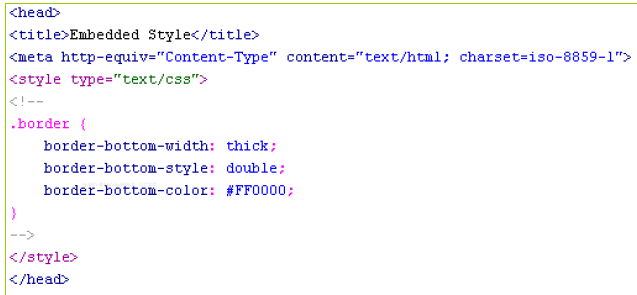 <head>
<title>Embedded Style</title>
<meta http-equiv="Content-Type" content="text/html; charset=iso-8859-1">
<style type="text/css">
<!--
.border {
    border-bottom-width: thick;
    border-bottom-style: double;
    border-bottom-color: #FF0000;
}
-->
</style>
</head>